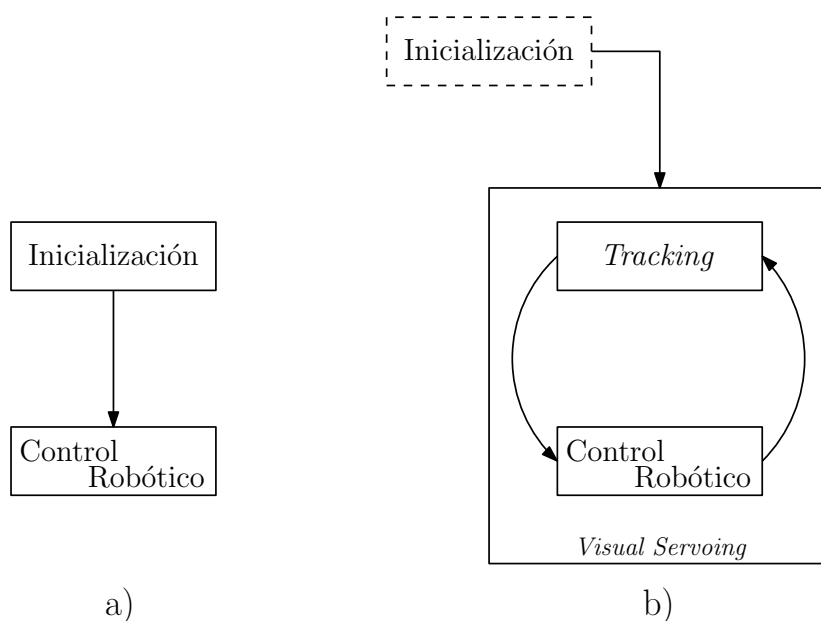 Inicialización
Control
Robótico
a)
Inicialización
Tracking
Control
Robótico
Visual Servoing
b)